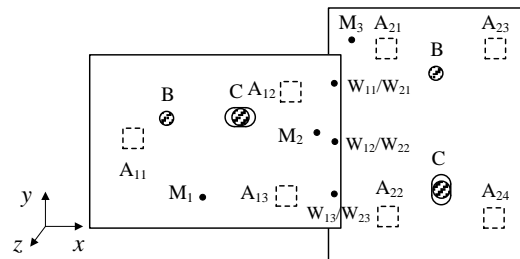 M3 A21 A23
B
B C A12
W11/W21
M2
W12/W22
A11
C
M1 A13
A22 A24
W13/W23
y
z x